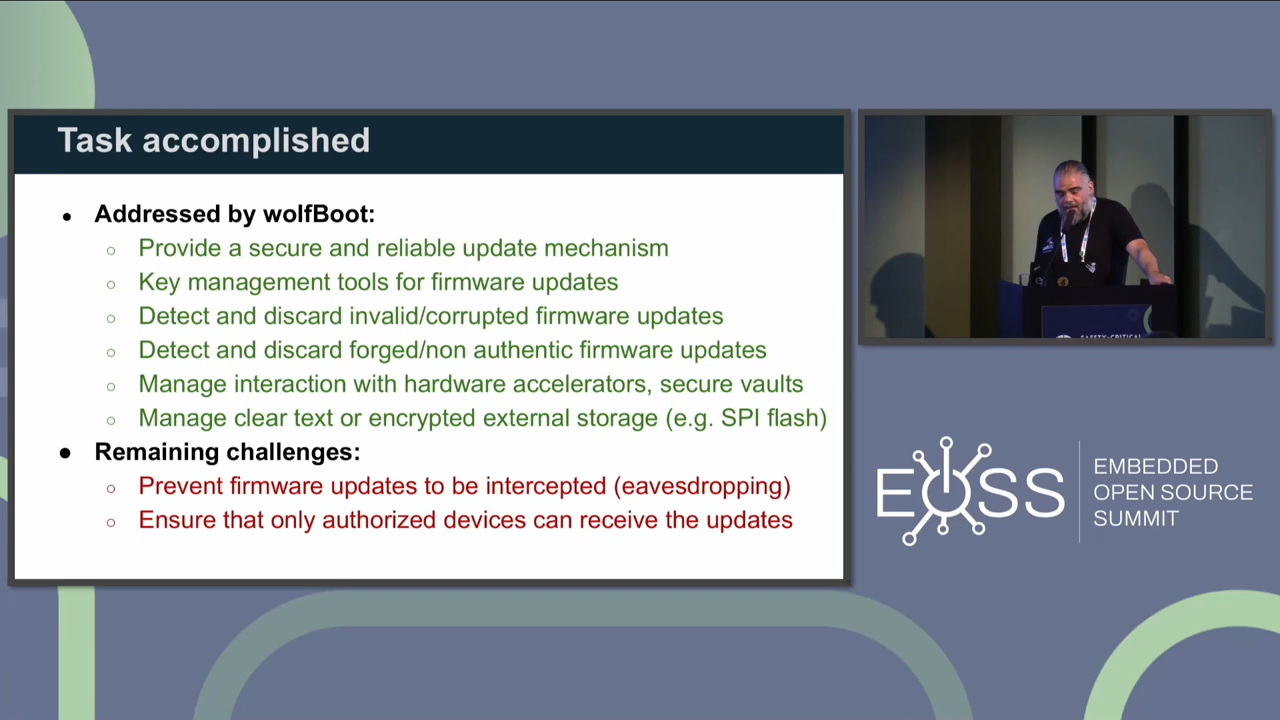 Task accomplished
● Addressed by wolfBoot:
○ Provide a secure and reliable update mechanism
○ Key management tools for firmware updates
○ Detect and discard invalid/corrupted firmware updates
○ Detect and discard forged/non authentic firmware updates
○ Manage interaction with hardware accelerators, secure vaults
○ Manage clear text or encrypted external storage (e.g. SPI flash)
● Remaining challenges:
○ Prevent firmware updates to be intercepted (eavesdropping)
○ Ensure that only authorized devices can receive the updates
SAFETY-CRITICAL
EOSS
EMBEDDED
OPEN SOURCE
SUMMIT